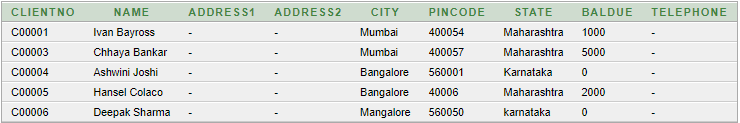 CLIENTNO NAME ADDRESS1 ADDRESS2 CITY PINCODE STATE BALDUE TELEPHONE
C00001 Ivan Bayross - - Mumbai 400054 Maharashtra 1000 -
C00003 Chhaya Bankar - - Mumbai 400057 Maharashtra 5000 -
C00004 Ashwini Joshi - - Bangalore 560001 Karnataka 0 -
C00005 Hansel Colaco - - Bangalore 40006 Maharashtra 2000 -
C00006 Deepak Sharma - - Mangalore 560050 karnataka 0 -